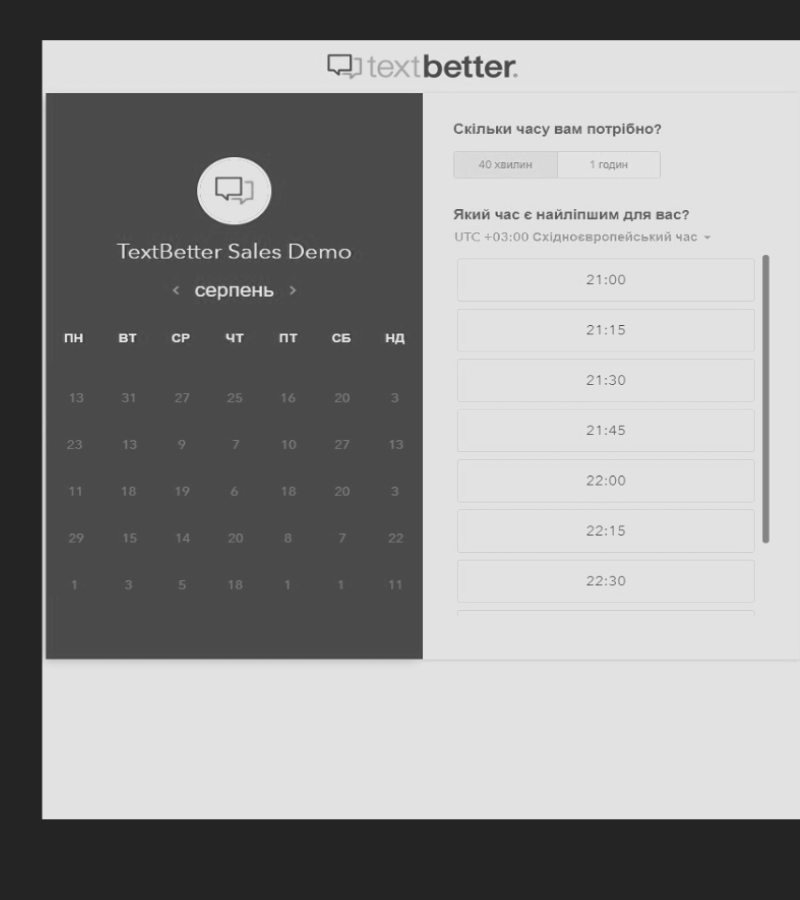 textbetter.
TextBetter Sales Demo
‹ серпень ›
ПН ВТ СР ЧТ ПТ СБ НД
13 31 27 25 16 20 3
23 13 9 7 10 27 13
11 18 19 6 18 20 3
29 15 14 20 8 7 22
1 3 5 18 1 1 11
Скільки часу вам потрібно?
40 хвилин 1 годин
Який час є найліпшим для вас?
UTC +03:00 Східноєвропейський час
21:00
21:15
21:30
21:45
22:00
22:15
22:30